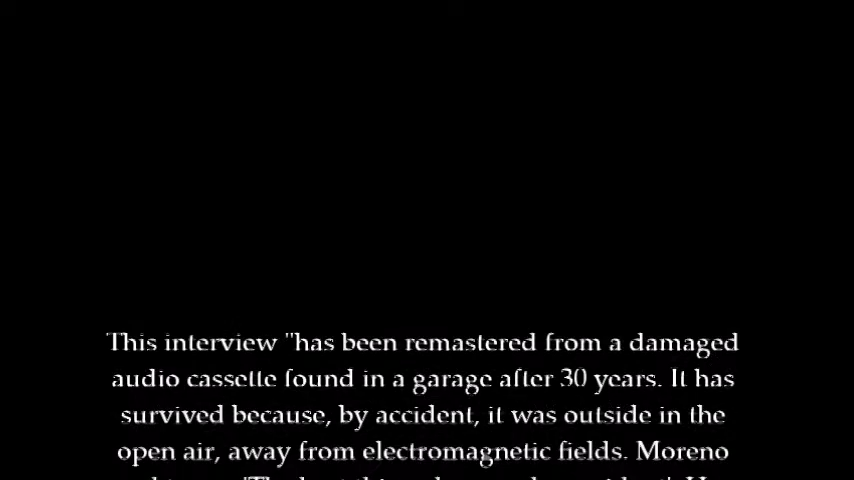 This interview "has been remastered from a damaged
audio cassette found in a garage after 30 years. It has
survived because, by accident, it was outside in the
open air, away from electromagnetic fields. Moreno